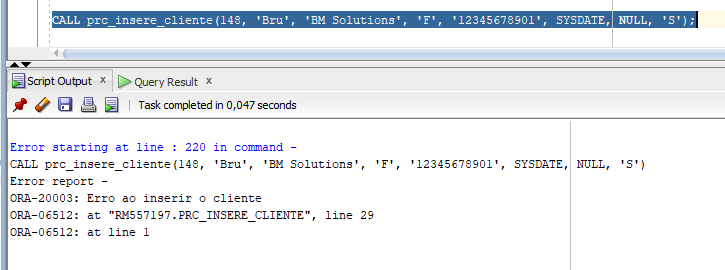 CALL prc_insere_cliente(148, 'Bru', 'BM Solutions', 'F', '12345678901', SYSDATE, NULL, 'S');
Script Output x Query Result x
Task completed in 0,047 seconds
Error starting at line : 220 in command -
CALL prc_insere_cliente(148, 'Bru', 'BM Solutions', 'F', '12345678901', SYSDATE, NULL, 'S')
Error report -
ORA-20003: Erro ao inserir o cliente
ORA-06512: at "RM557197.PRC_INSERE_CLIENTE", line 29
ORA-06512: at line 1